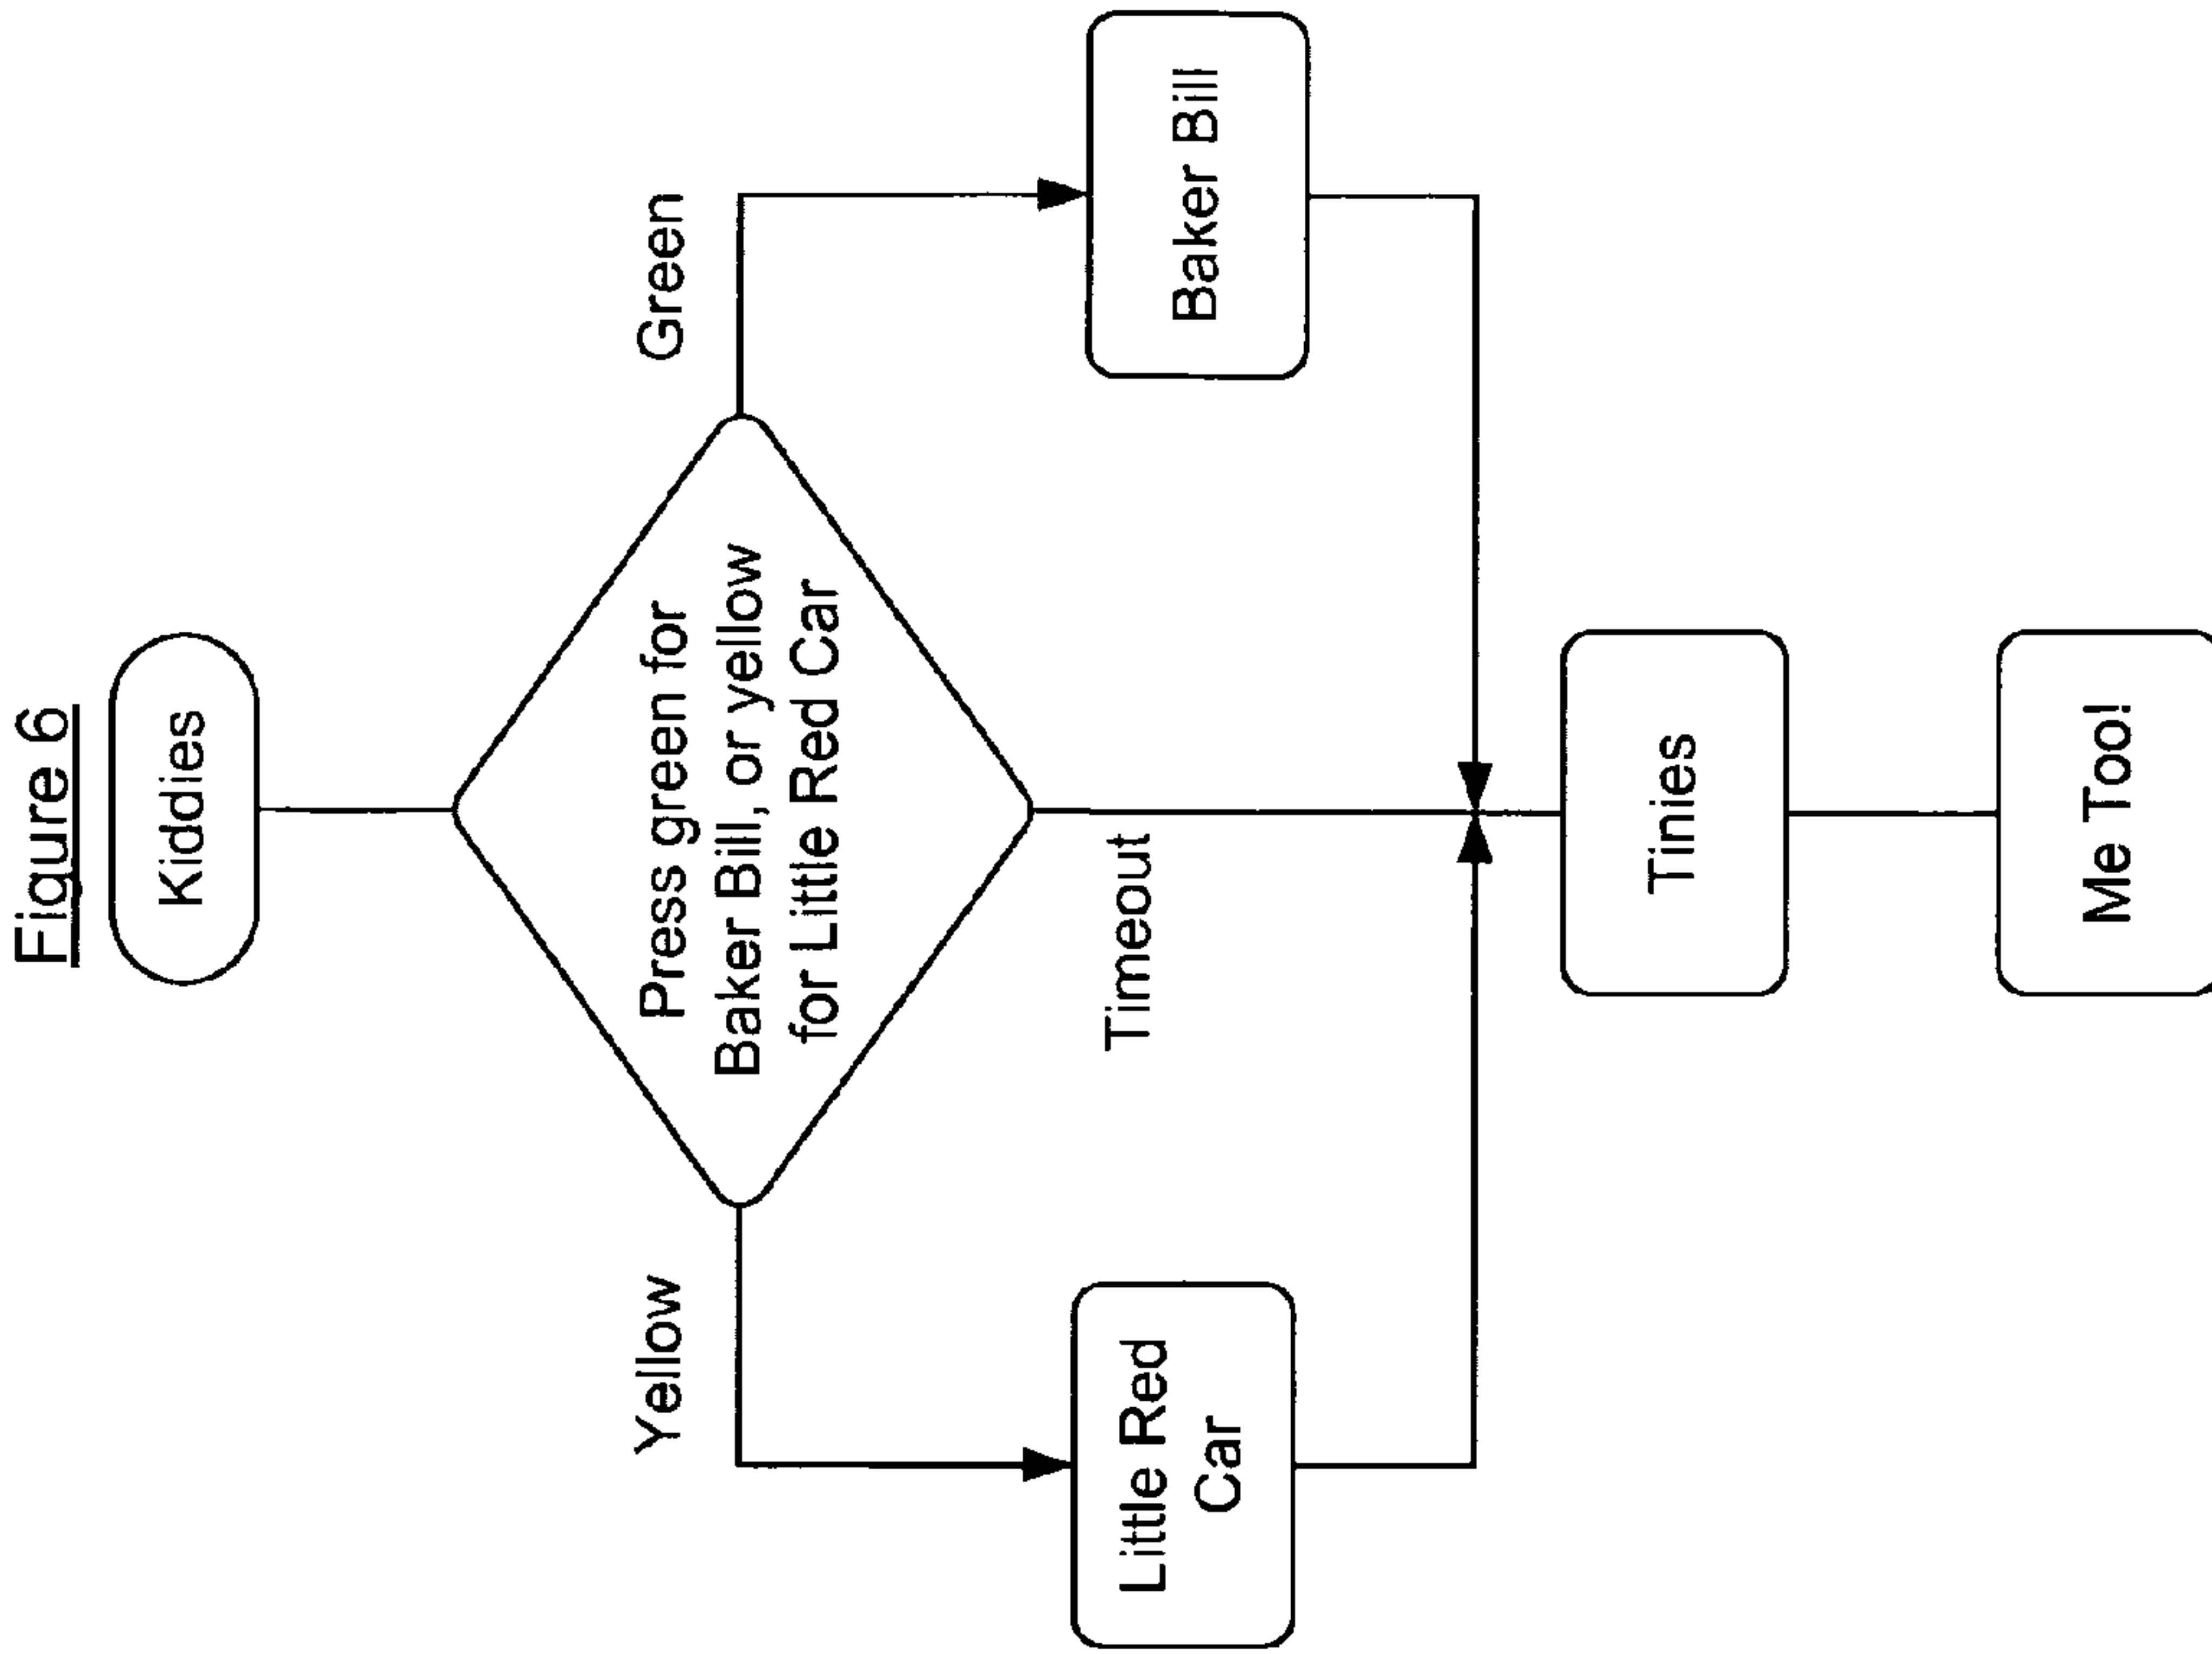 Figure 6
Kiddies
Press green for
Baker Bill, or yellow
for Little Red Car
Yellow
Green
Timeout
Little Red
Car
Baker Bill
Tinies
Me Too!